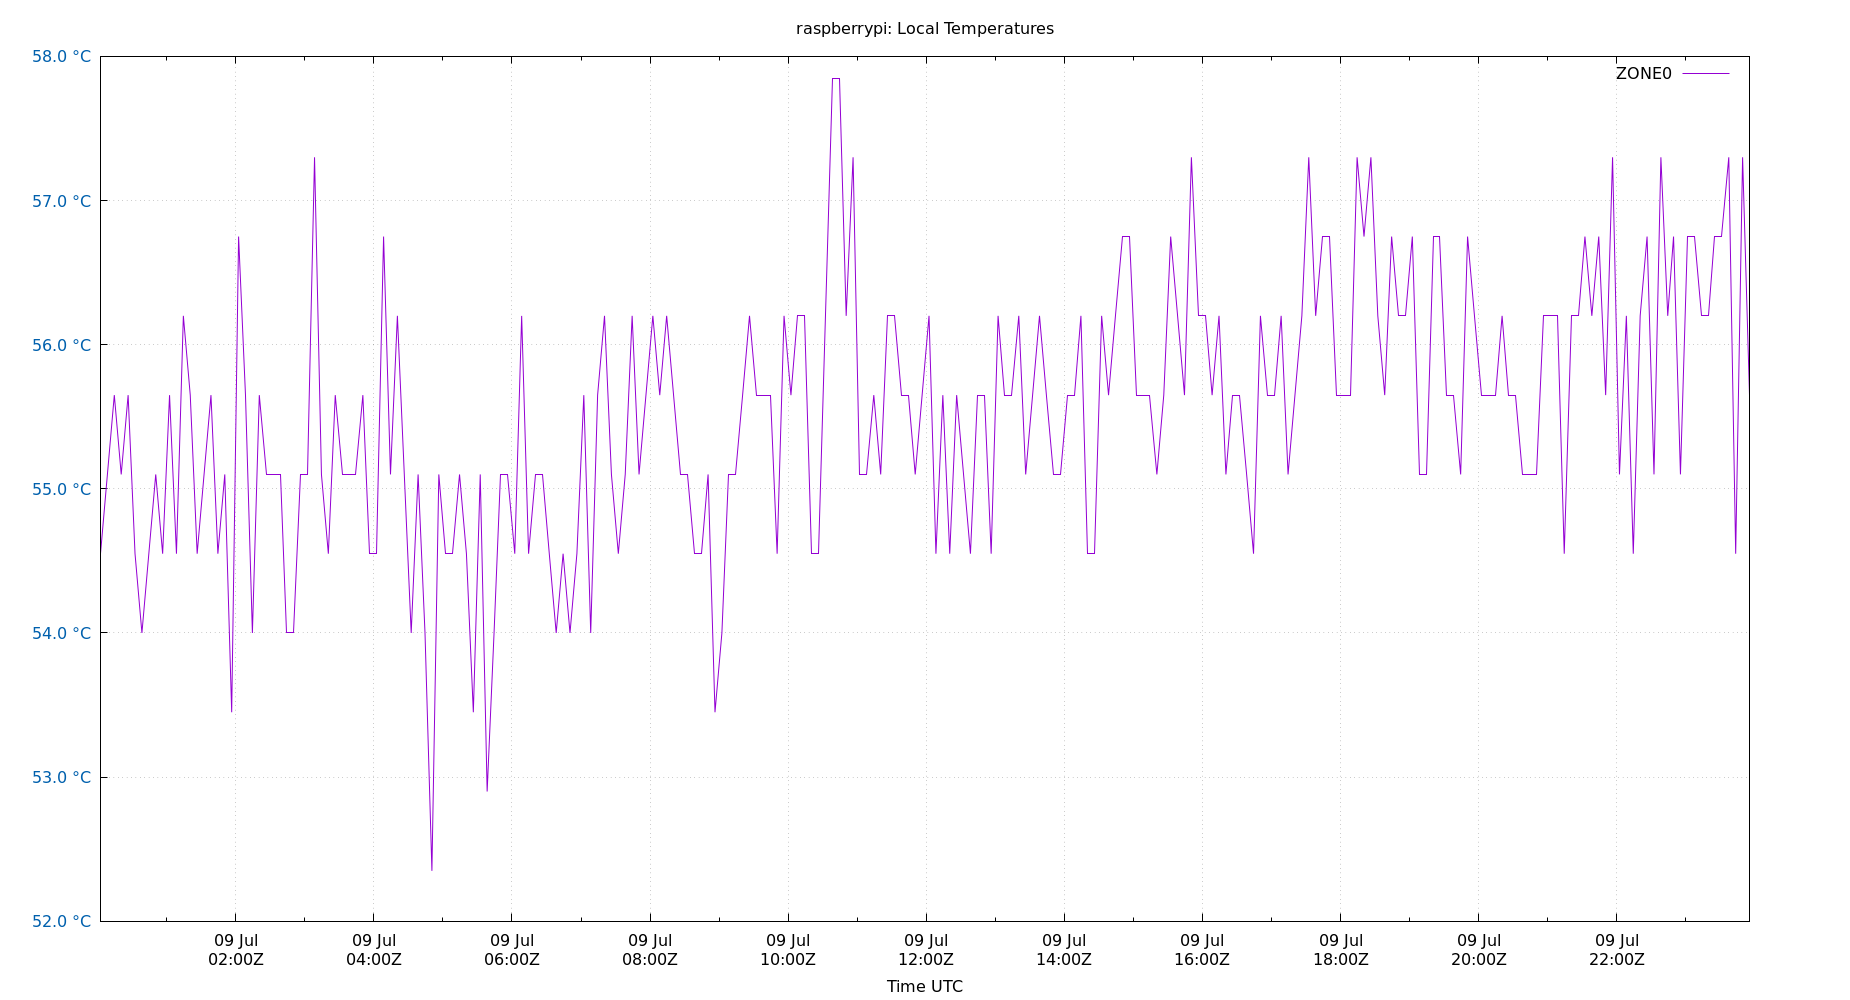 raspberrypi: Local Temperatures
58.0 °C
ZONE0
57.0 °C
56.0 °C
55.0 °C
54.0 °C
53.0 °C
52.0 °C
09 Jul 09 Jul 09 Jul 09 Jul 09 Jul 09 Jul 09 Jul 09 Jul 09 Jul 09 Jul 09 Jul
02:00Z 04:00Z 06:00Z 08:00Z 10:00Z 12:00Z 14:00Z 16:00Z 18:00Z 20:00Z 22:00Z
Time UTC